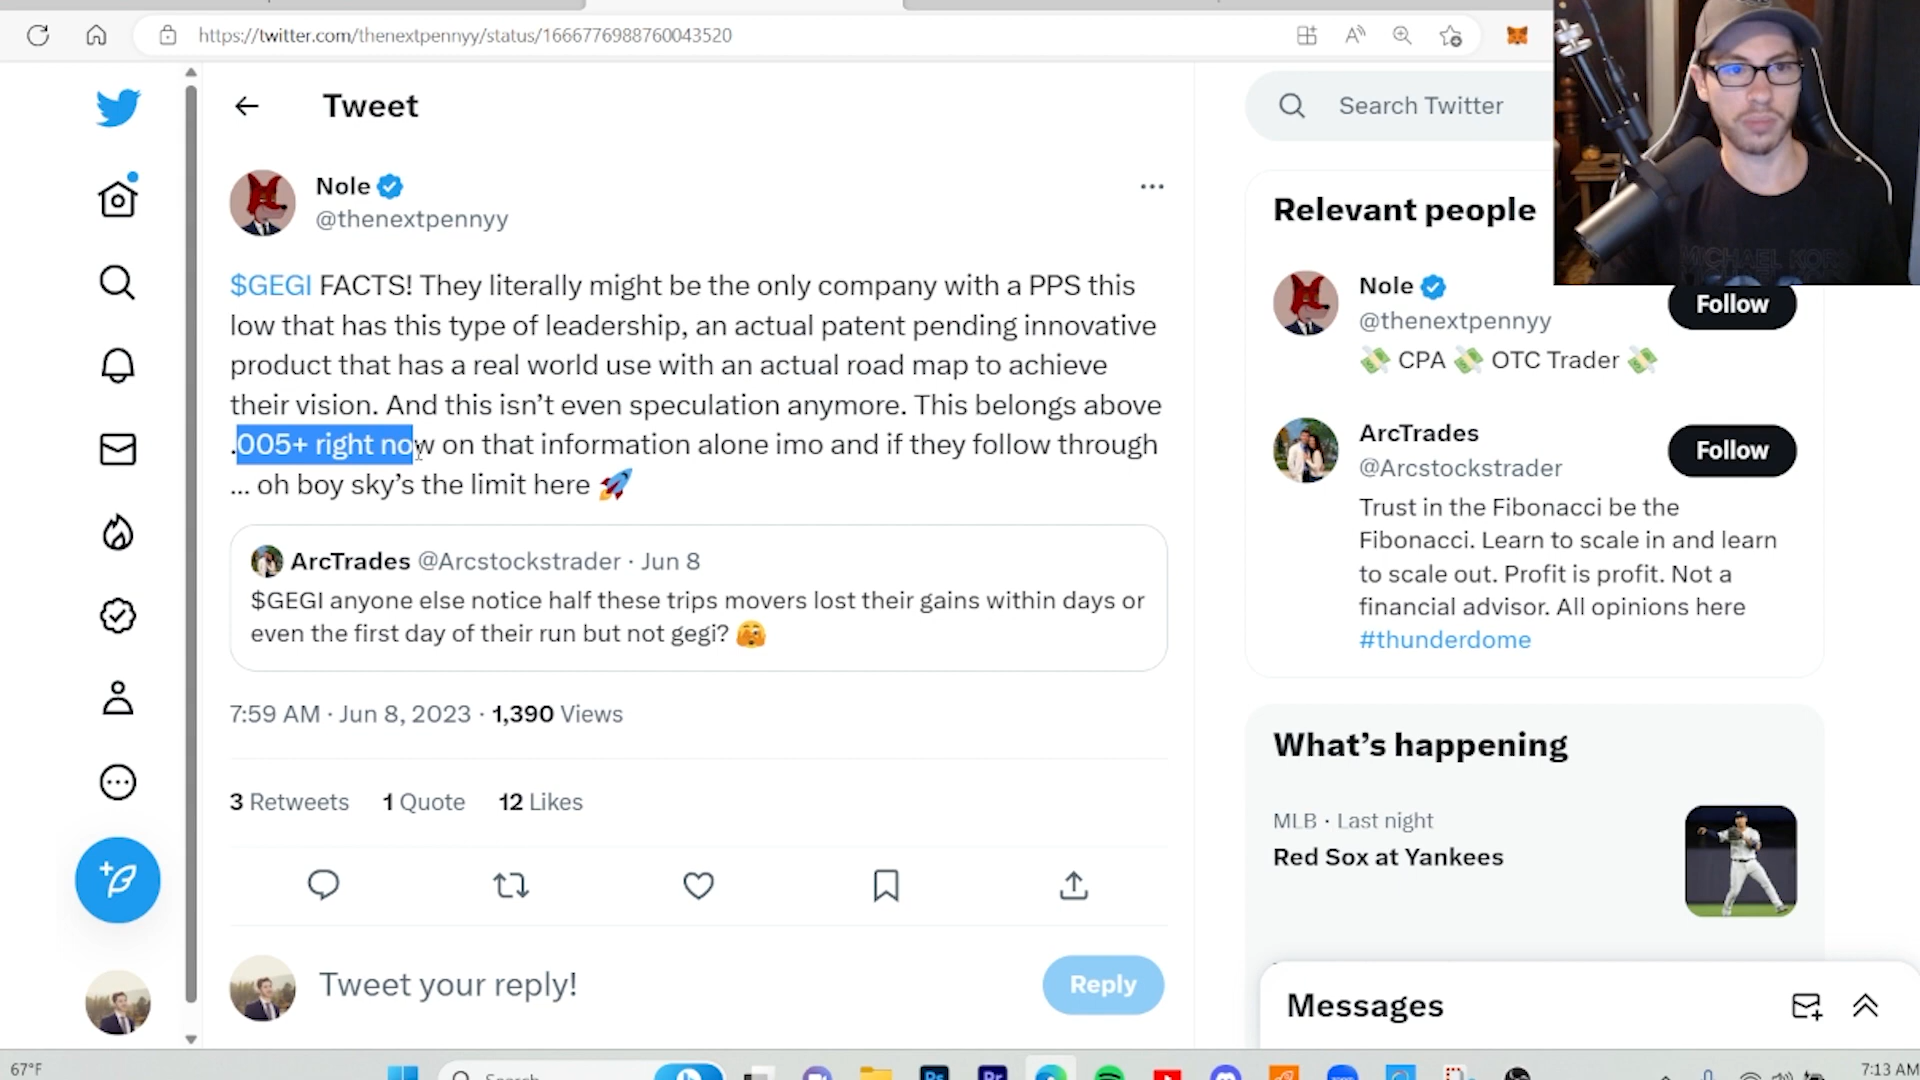 https://twitter.com/thenextpennyy/status/1666776988760043520
Tweet
Nole
@thenextpennyy
$GEGI FACTS! They literally might be the only company with a PPS this
low that has this type of leadership, an actual patent pending innovative
product that has a real world use with an actual road map to achieve
their vision. And this isn’t even speculation anymore. This belongs above
.005+ right now on that information alone imo and if they follow through
... oh boy sky’s the limit here 🚀
ArcTrades @Arcstockstrader · Jun 8
$GEGI anyone else notice half these trips movers lost their gains within days or
even the first day of their run but not gegi? 🫣
7:59 AM · Jun 8, 2023 · 1,390 Views
3 Retweets 1 Quote 12 Likes
Tweet your reply!
Reply
Search Twitter
Relevant people
Nole
@thenextpennyy
Follow
💸 CPA 💸 OTC Trader 💸
ArcTrades
@Arcstockstrader
Follow
Trust in the Fibonacci be the
Fibonacci. Learn to scale in and learn
to scale out. Profit is profit. Not a
financial advisor. All opinions here
#thunderdome
What’s happening
MLB · Last night
Red Sox at Yankees
Messages
MICHAEL KORS
67°F
Search
Ps
Pr
7:13 AM